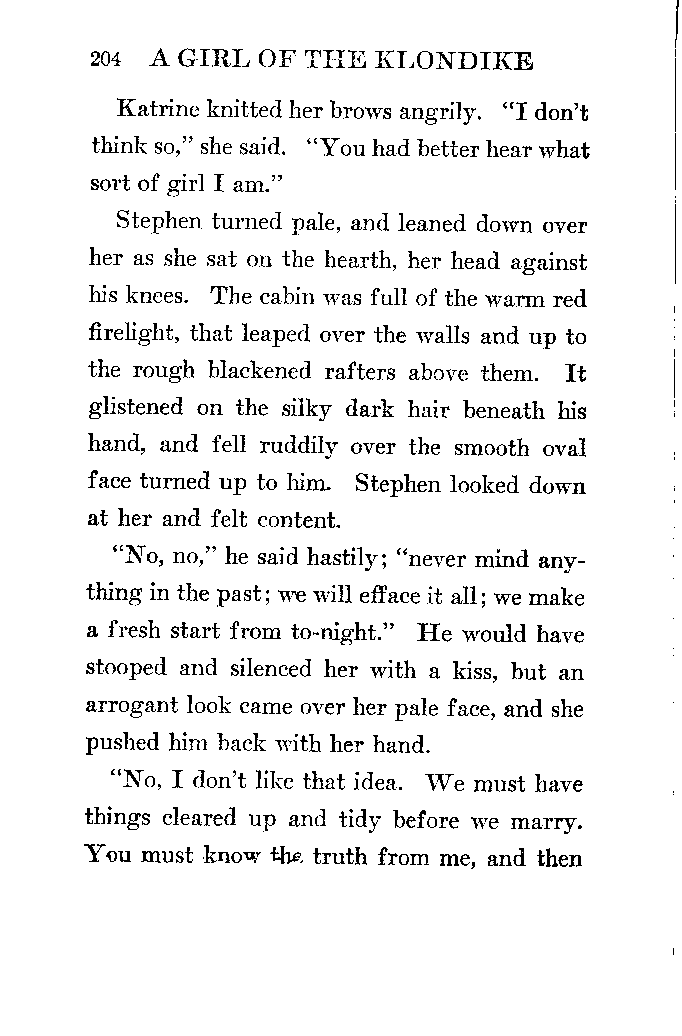 204 A GIRL OF THE KLONDIKE
Katrine knitted her brows angrily. "I don't
think so," she said. "You had better hear what
sort of girl I am."
Stephen turned pale, and leaned down over
her as she sat on the hearth, her head against
his knees. The cabin was full of the warm red
firelight, that leaped over the walls and up to
the rough blackened rafters above them. It
glistened on the silky dark hair beneath his
hand, and fell ruddily over the smooth oval
face turned up to him. Stephen looked down
at her and felt content.
"No, no," he said hastily; "never mind any-
thing in the past; we will efface it all; we make
a fresh start from to-night." He would have
stooped and silenced her with a kiss, but an
arrogant look came over her pale face, and she
pushed him back with her hand.
"No, I don't like that idea. We must have
things cleared up and tidy before we marry.
You must know the truth from me, and then